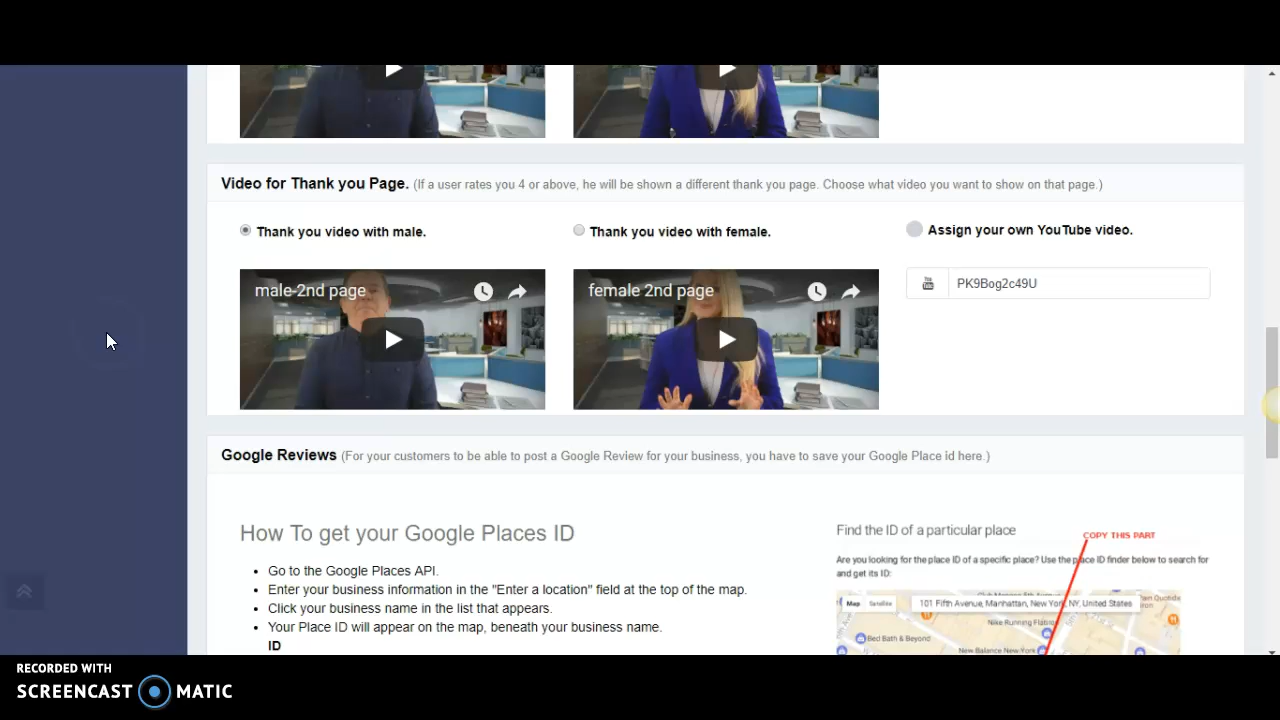 Video for Thank you Page. (If a user rates you 4 or above, he will be shown a different thank you page. Choose what video you want to show on that page.)
Thank you video with male.
Thank you video with female.
Assign your own YouTube video.
male-2nd page
female 2nd page
You Tube
PK9Bog2c49U
Google Reviews (For your customers to be able to post a Google Review for your business, you have to save your Google Place id here.)
How To get your Google Places ID
Go to the Google Places API.
Enter your business information in the "Enter a location" field at the top of the map.
Click your business name in the list that appears.
Your Place ID will appear on the map, beneath your business name.
ID
Find the ID of a particular place
COPY THIS PART
Are you looking for the place ID of a specific place? Use the place ID finder below to search for
and get its ID:
Map
Satellite
101 Fifth Avenue, Manhattan, New York, NY, United States
Nike Running Flatiron
Bed Bath & Beyond
New Balance New York
RECORDED WITH
SCREENCAST MATIC